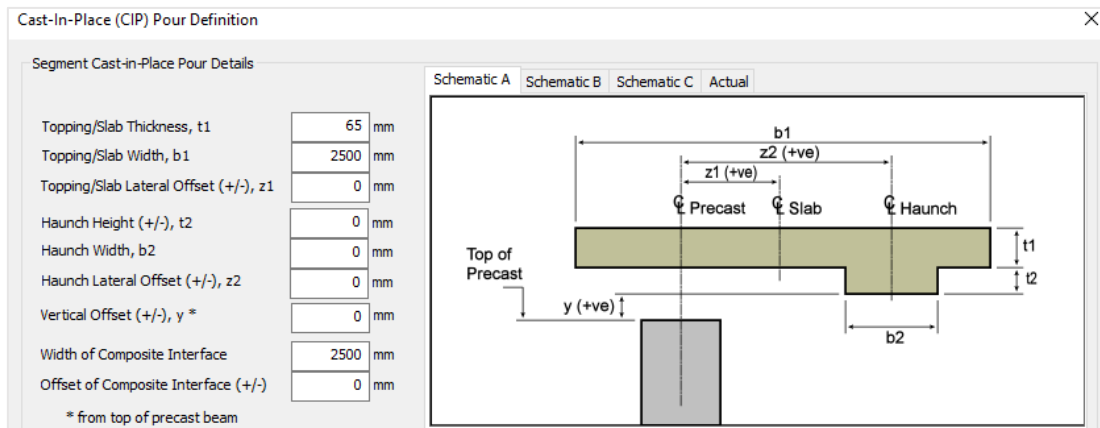 Cast-In-Place (CIP) Pour Definition
Segment Cast-in-Place Pour Details
Topping/Slab Thickness, t1 65 mm
Topping/Slab Width, b1 2500 mm
Topping/Slab Lateral Offset (+/-), z1 0 mm
Haunch Height (+/-), t2 0 mm
Haunch Width, b2 0 mm
Haunch Lateral Offset (+/-), z2 0 mm
Vertical Offset (+/-), y * 0 mm
Width of Composite Interface 2500 mm
Offset of Composite Interface (+/-) 0 mm
* from top of precast beam
Schematic A Schematic B Schematic C Actual
b1
z2 (+ve)
z1 (+ve)
℄ Precast ℄ Slab ℄ Haunch
t1
Top of
Precast
t2
y (+ve)
b2